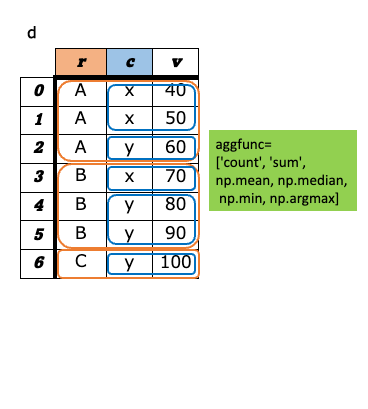 d
r c v
0 A x 40
1 A x 50
2 A y 60
3 B x 70
4 B y 80
5 B y 90
6 C y 100
aggfunc=
['count', 'sum',
np.mean, np.median,
np.min, np.argmax]